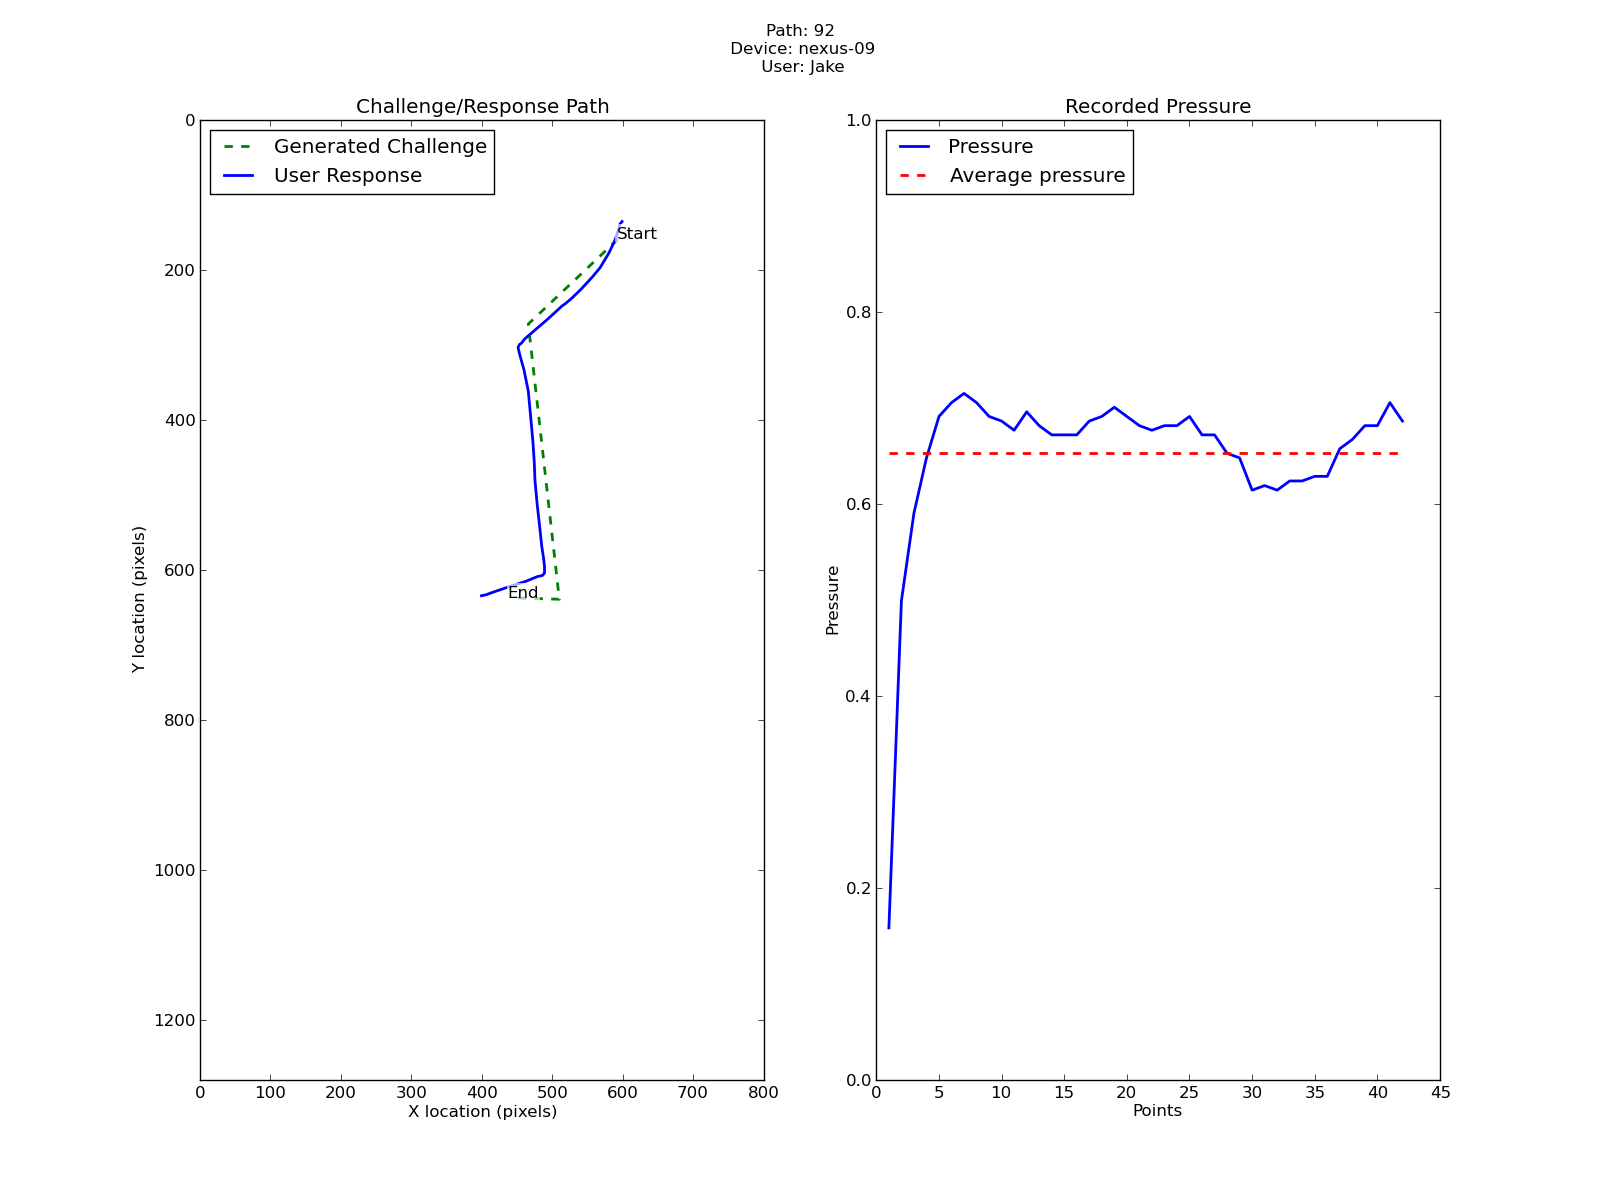 Path: 92
Device: nexus-09
User: Jake
Challenge/Response Path
Generated Challenge
User Response
Start
End
0
200
400
600
800
1000
1200
Y location (pixels)
0 100 200 300 400 500 600 700 800
X location (pixels)
Recorded Pressure
Pressure
Average pressure
1.0
0.8
0.6
0.4
0.2
0.0
Pressure
0 5 10 15 20 25 30 35 40 45
Points